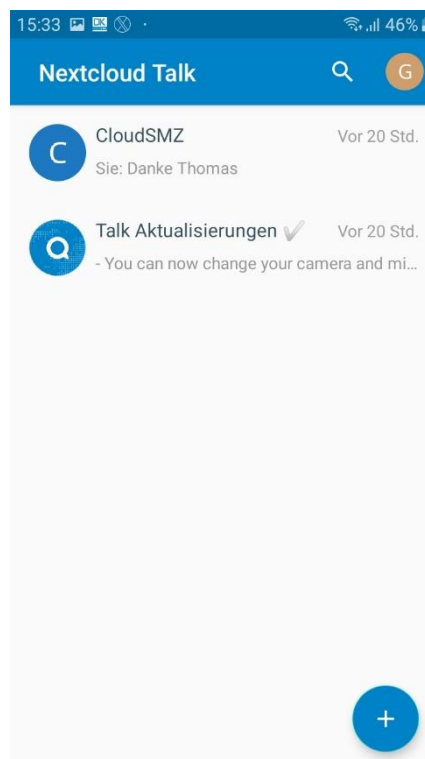 15:33 46%
Nextcloud Talk G
C CloudSMZ Vor 20 Std.
Sie: Danke Thomas
Talk Aktualisierungen ✅ Vor 20 Std.
- You can now change your camera and mi...
+